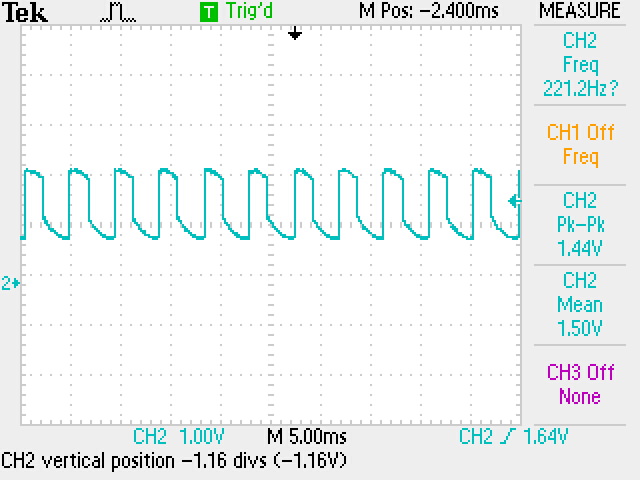 Tek T Trig'd M Pos: -2.400ms MEASURE
CH2
Freq
221.2Hz?
CH1 Off
Freq
CH2
Pk-Pk
1.44V
CH2
Mean
1.50V
CH3 Off
None
2
CH2 1.00V M 5.00ms CH2 1.64V
CH2 vertical position -1.16 divs (-1.16V)